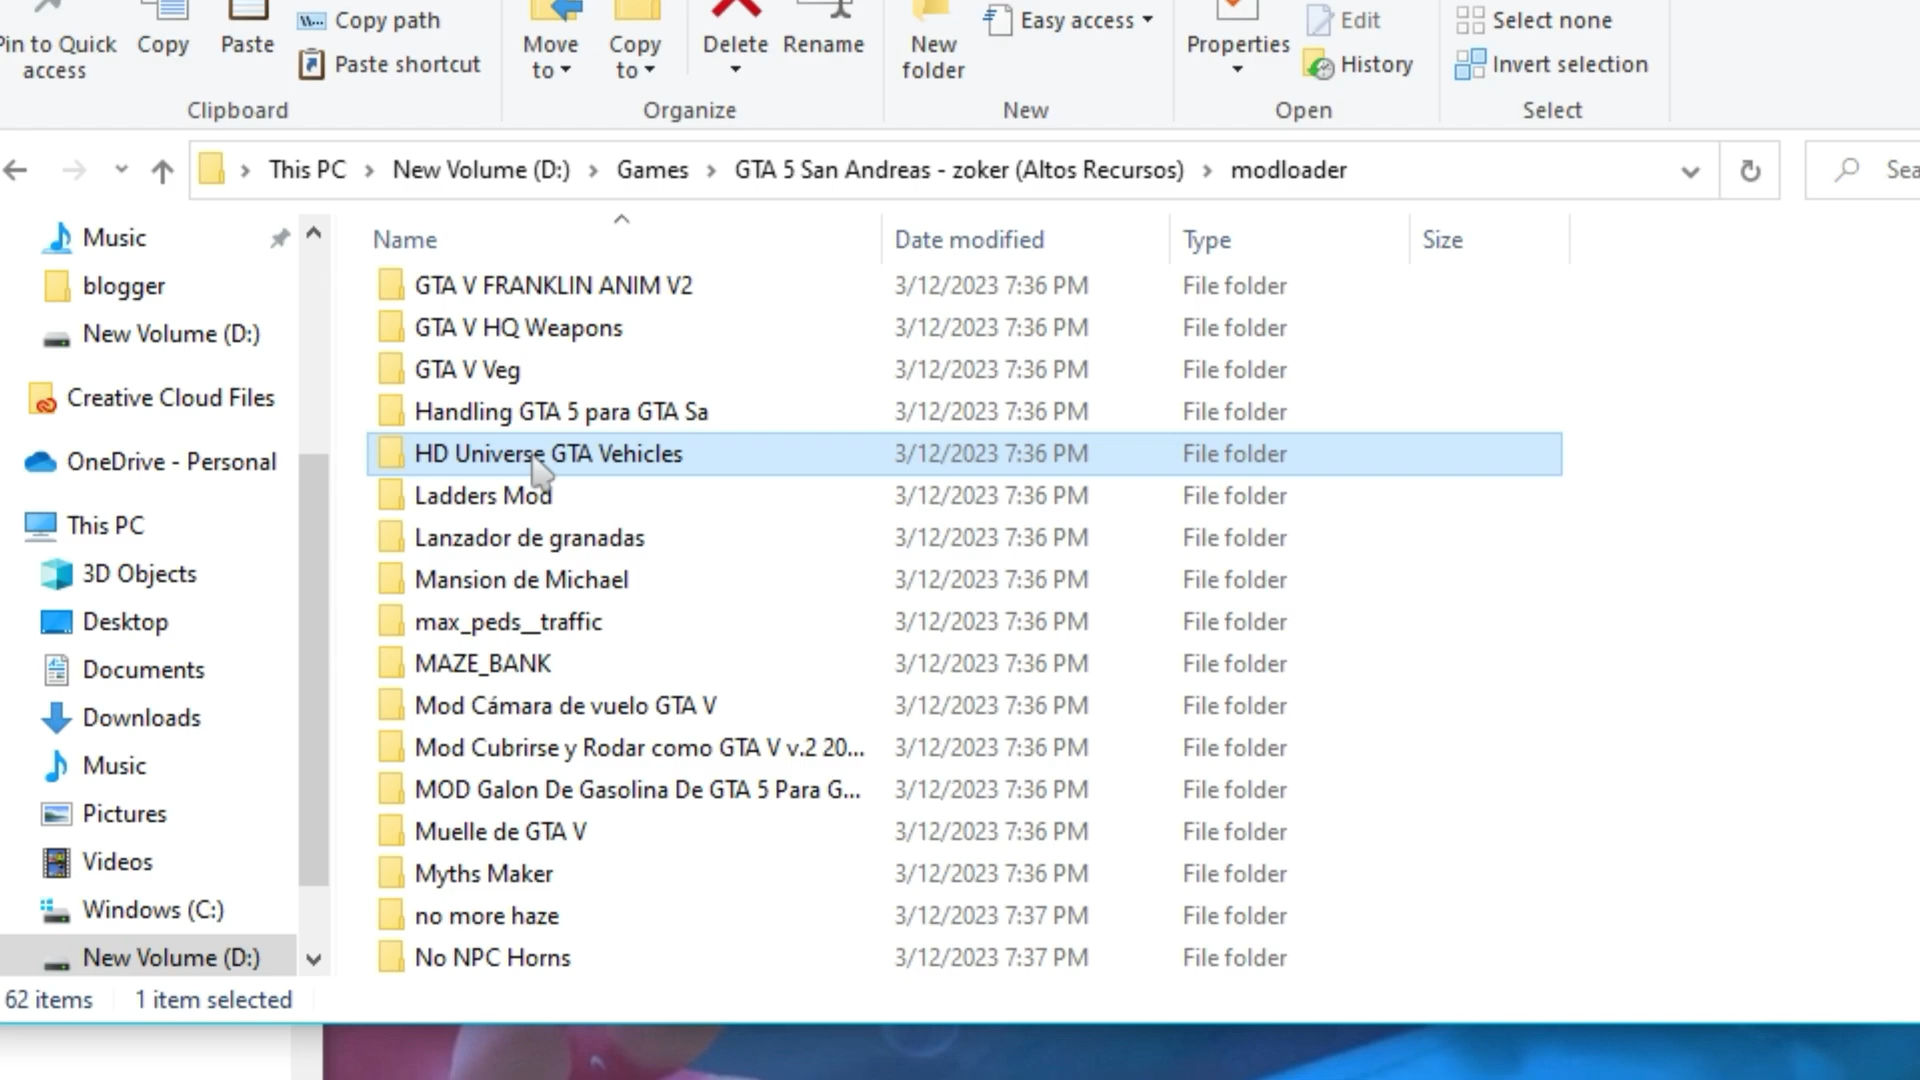 Pin to Quick
access
Copy
Paste
Copy path
Paste shortcut
Clipboard
Move
to
Copy
to
Delete
Rename
Organize
New
folder
Easy access
New
Properties
Edit
History
Open
Select none
Invert selection
Select
This PC > New Volume (D:) > Games > GTA 5 San Andreas - zoker (Altos Recursos) > modloader
Music
blogger
New Volume (D:)
Creative Cloud Files
OneDrive - Personal
This PC
3D Objects
Desktop
Documents
Downloads
Music
Pictures
Videos
Windows (C:)
New Volume (D:)
Name Date modified Type Size
GTA V FRANKLIN ANIM V2 3/12/2023 7:36 PM File folder
GTA V HQ Weapons 3/12/2023 7:36 PM File folder
GTA V Veg 3/12/2023 7:36 PM File folder
Handling GTA 5 para GTA Sa 3/12/2023 7:36 PM File folder
HD Universe GTA Vehicles 3/12/2023 7:36 PM File folder
Ladders Mod 3/12/2023 7:36 PM File folder
Lanzador de granadas 3/12/2023 7:36 PM File folder
Mansion de Michael 3/12/2023 7:36 PM File folder
max_peds__traffic 3/12/2023 7:36 PM File folder
MAZE_BANK 3/12/2023 7:36 PM File folder
Mod Cámara de vuelo GTA V 3/12/2023 7:36 PM File folder
Mod Cubrirse y Rodar como GTA V v.2 20... 3/12/2023 7:36 PM File folder
MOD Galon De Gasolina De GTA 5 Para G... 3/12/2023 7:36 PM File folder
Muelle de GTA V 3/12/2023 7:36 PM File folder
Myths Maker 3/12/2023 7:36 PM File folder
no more haze 3/12/2023 7:37 PM File folder
No NPC Horns 3/12/2023 7:37 PM File folder
62 items 1 item selected